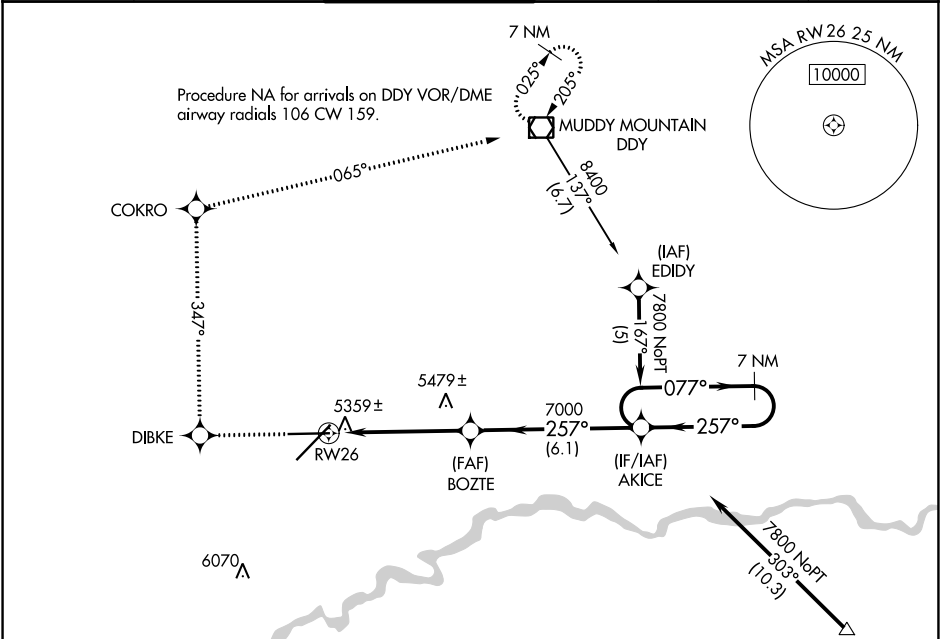 7 NM
025°
205°
MSA RW 26 25 NM
10000
Procedure NA for arrivals on DDY VOR/DME
airway radials 106 CW 159.
MUDDY MOUNTAIN
DDY
065°
8400
137°
(6.7)
COKRO
(IAF)
EDIDY
7800 NoPT
167°
(5)
347°
7 NM
077°
5479±
5359±
7000
257°
(6.1)
257°
DIBKE
RW26
(FAF)
BOZTE
(IF/IAF)
AKICE
6070
7800 NoPT
303°
(10.3)